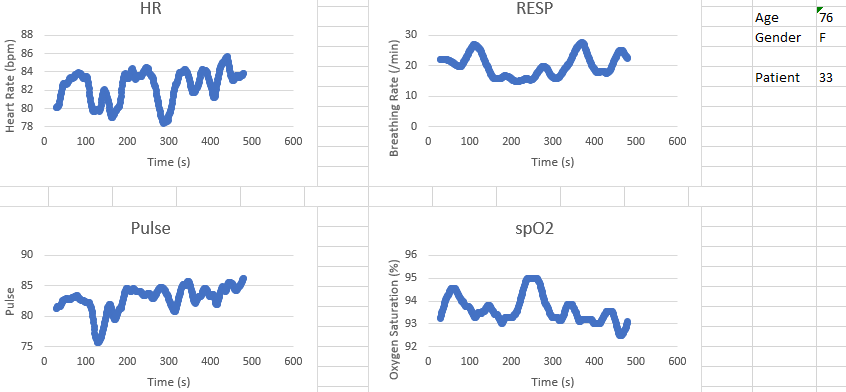 HR
88
86
84
82
80
78
Heart Rate (bpm)
0 100 200 300 400 500 600
Time (s)
RESP
30
20
10
0
Breathing Rate (/min)
0 100 200 300 400 500 600
Time (s)
Age 76
Gender F
Patient 33
Pulse
90
85
80
75
Pulse
0 100 200 300 400 500 600
Time (s)
spO2
96
95
94
93
92
Oxygen Saturation (%)
0 100 200 300 400 500 600
Time (s)